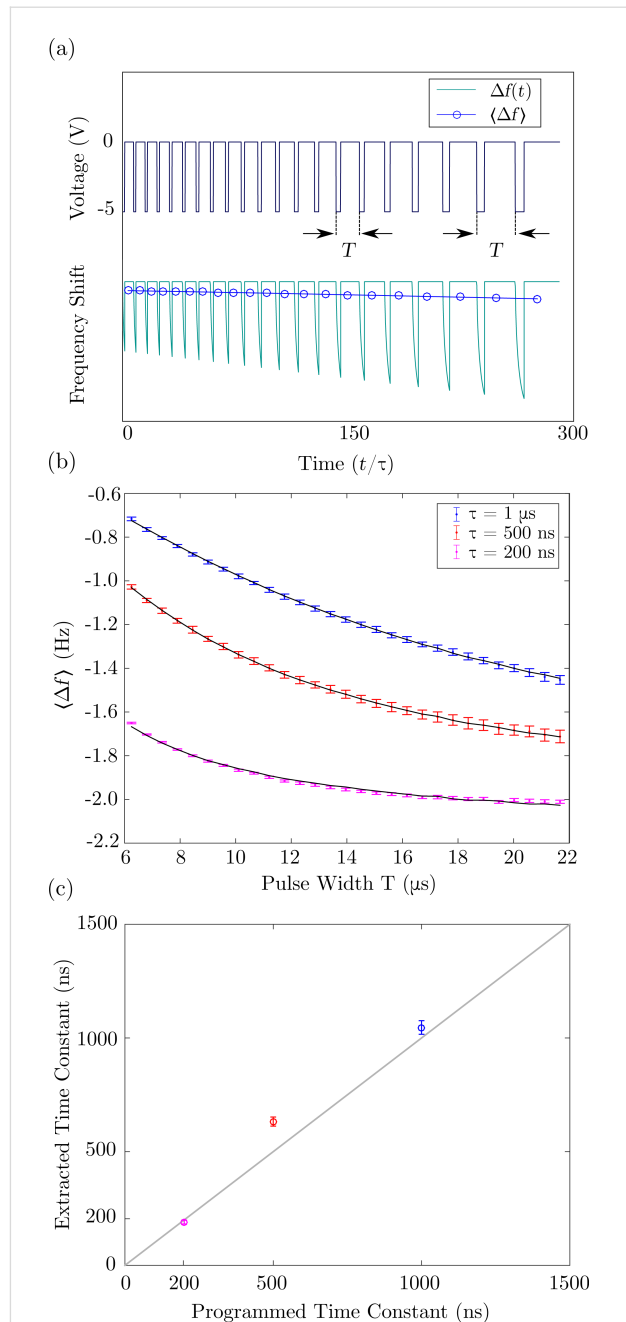 (a)
Δf(t)
⟨Δf⟩
Voltage (V)
0
-5
T
T
Frequency Shift
0
150
300
Time (t/τ)
(b)
⟨Δf⟩ (Hz)
-0.6
-0.8
-1.0
-1.2
-1.4
-1.6
-1.8
-2.0
-2.2
τ = 1 μs
τ = 500 ns
τ = 200 ns
6 8 10 12 14 16 18 20 22
Pulse Width T (μs)
(c)
Extracted Time Constant (ns)
1500
1000
500
200
0
0 200 500 1000 1500
Programmed Time Constant (ns)